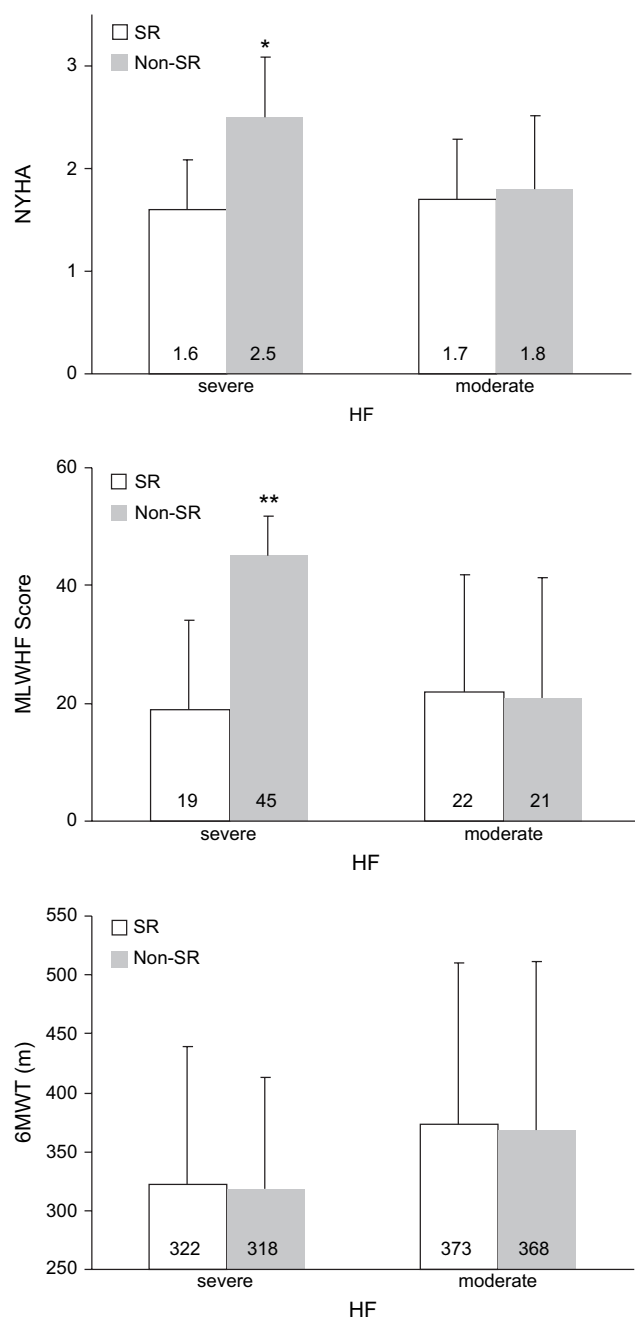 SR
Non-SR
*
3
2
1
0
NYHA
1.6 2.5 1.7 1.8
severe moderate
HF
60
40
20
0
MLWHF Score
SR
Non-SR
**
19 45 22 21
severe moderate
HF
550
500
450
400
350
300
250
6MWT (m)
SR
Non-SR
322 318 373 368
severe moderate
HF